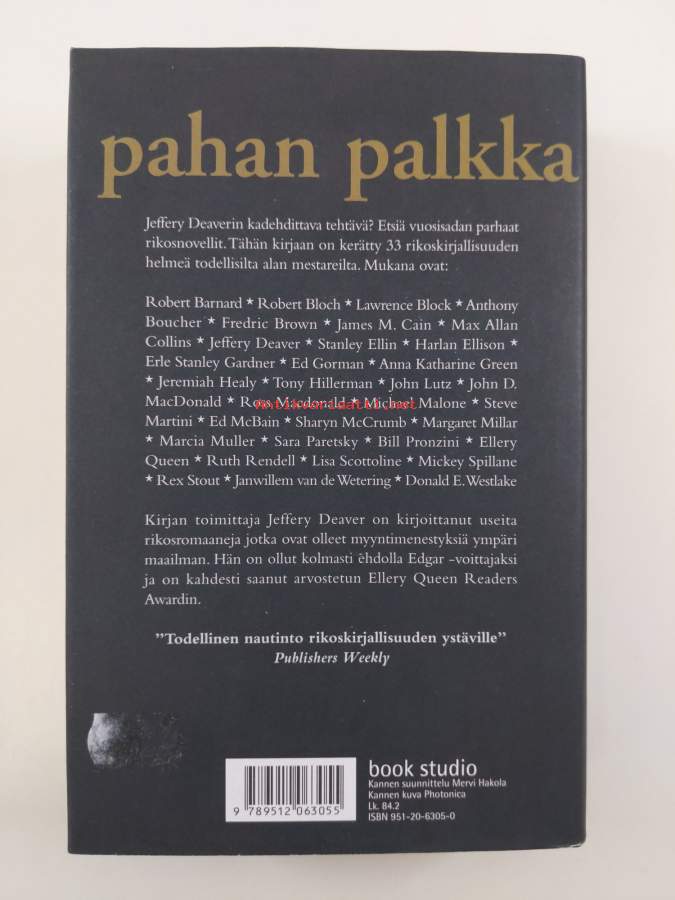 pahan palkka
Jeffery Deaverin kadehdittava tehtävä? Etsiä vuosisadan parhaat
rikosnovellit. Tähän kirjaan on kerätty 33 rikoskirjallisuuden
helmeä todellisilta alan mestareilta. Mukana ovat:
Robert Barnard ★ Robert Bloch ★ Lawrence Block ★ Anthony
Boucher ★ Fredric Brown ★ James M. Cain ★ Max Allan
Collins ★ Jeffery Deaver ★ Stanley Ellin ★ Harlan Ellison ★
Erle Stanley Gardner ★ Ed Gorman ★ Anna Katharine Green
★ Jeremiah Healy ★ Tony Hillerman ★ John Lutz ★ John D.
MacDonald ★ Ross Macdonald ★ Michael Malone ★ Steve
antikvariaatti.net
Martini ★ Ed McBain ★ Sharyn McCrumb ★ Margaret Millar
★ Marcia Muller ★ Sara Paretsky ★ Bill Pronzini ★ Ellery
Queen ★ Ruth Rendell ★ Lisa Scottoline ★ Mickey Spillane
★ Rex Stout ★ Janwillem van de Wetering ★ Donald E. Westlake
Kirjan toimittaja Jeffery Deaver on kirjoittanut useita
rikosromaaneja jotka ovat olleet myyntimenestyksiä ympäri
maailman. Hän on ollut kolmasti ehdolla Edgar -voittajaksi
ja on kahdesti saanut arvostetun Ellery Queen Readers
Awardin.
”Todellinen nautinto rikoskirjallisuuden ystäville”
Publishers Weekly
book studio
Kannen suunnittelu Mervi Hakola
Kannen kuva Photonica
Lk. 84.2
ISBN 951-20-6305-0
9 789512 063055